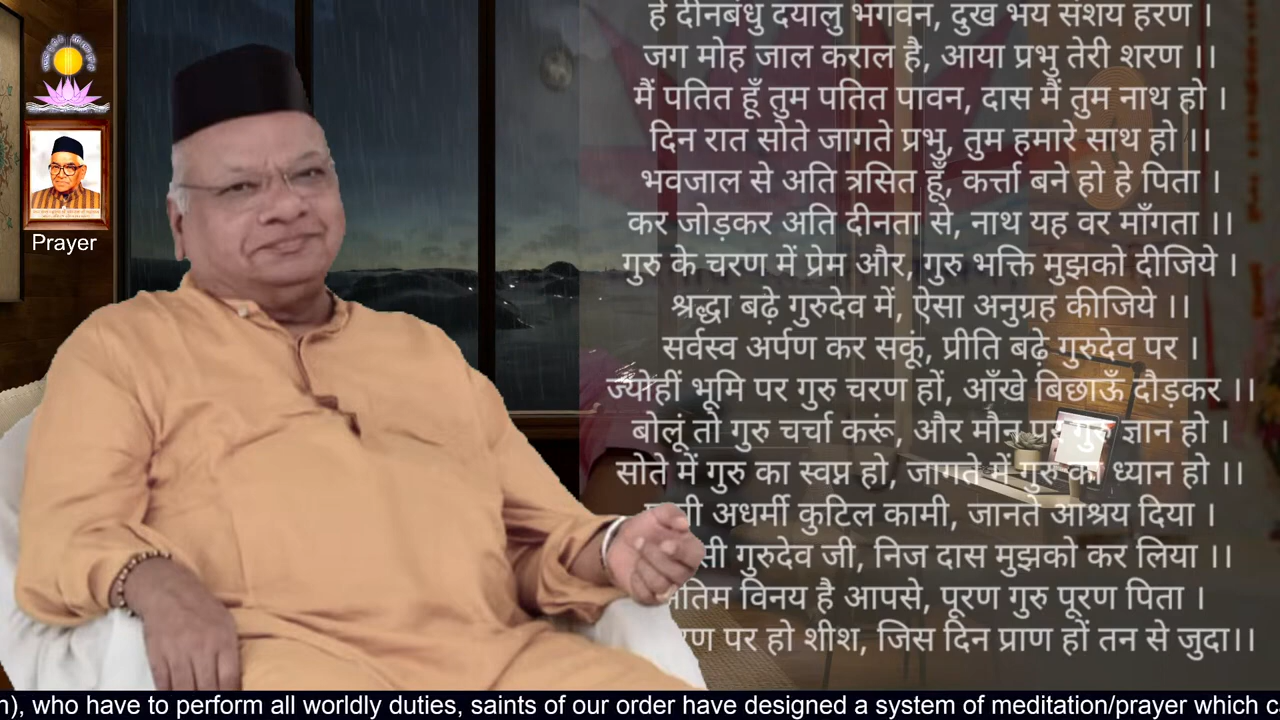 हे दीनबंधु दयालु भगवन, दुख भय संशय हरण ।
जग मोह जाल कराल है, आया प्रभु तेरी शरण ।।
मैं पतित हूँ तुम पतित पावन, दास मैं तुम नाथ हो ।
दिन रात सोते जागते प्रभु, तुम हमारे साथ हो ।।
भवजाल से अति त्रसित हूँ, कर्त्ता बने हो हे पिता ।
कर जोड़कर अति दीनता से, नाथ यह वर माँगता ।।
गुरु के चरण में प्रेम और, गुरु भक्ति मुझको दीजिये ।
श्रद्धा बढ़े गुरुदेव में, ऐसा अनुग्रह कीजिये ।।
सर्वस्व अर्पण कर सकूं, प्रीति बढ़े गुरुदेव पर ।
ज्योहीं भूमि पर गुरु चरण हों, आँखे बिछाऊँ दौड़कर ।।
बोलूं तो गुरु चर्चा करूं, और मौन पर गुरु ज्ञान हो ।
सोते में गुरु का स्वप्न हो, जागते में गुरु का ध्यान हो ।।
अधर्मी कुटिल कामी, जानते आश्रय दिया ।
गुरुदेव जी, निज दास मुझको कर लिया ।।
विनय है आपसे, पूरण गुरु पूरण पिता ।
पर हो शीश, जिस दिन प्राण हों तन से जुदा।।
Prayer
), who have to perform all worldly duties, saints of our order have designed a system of meditation/prayer which